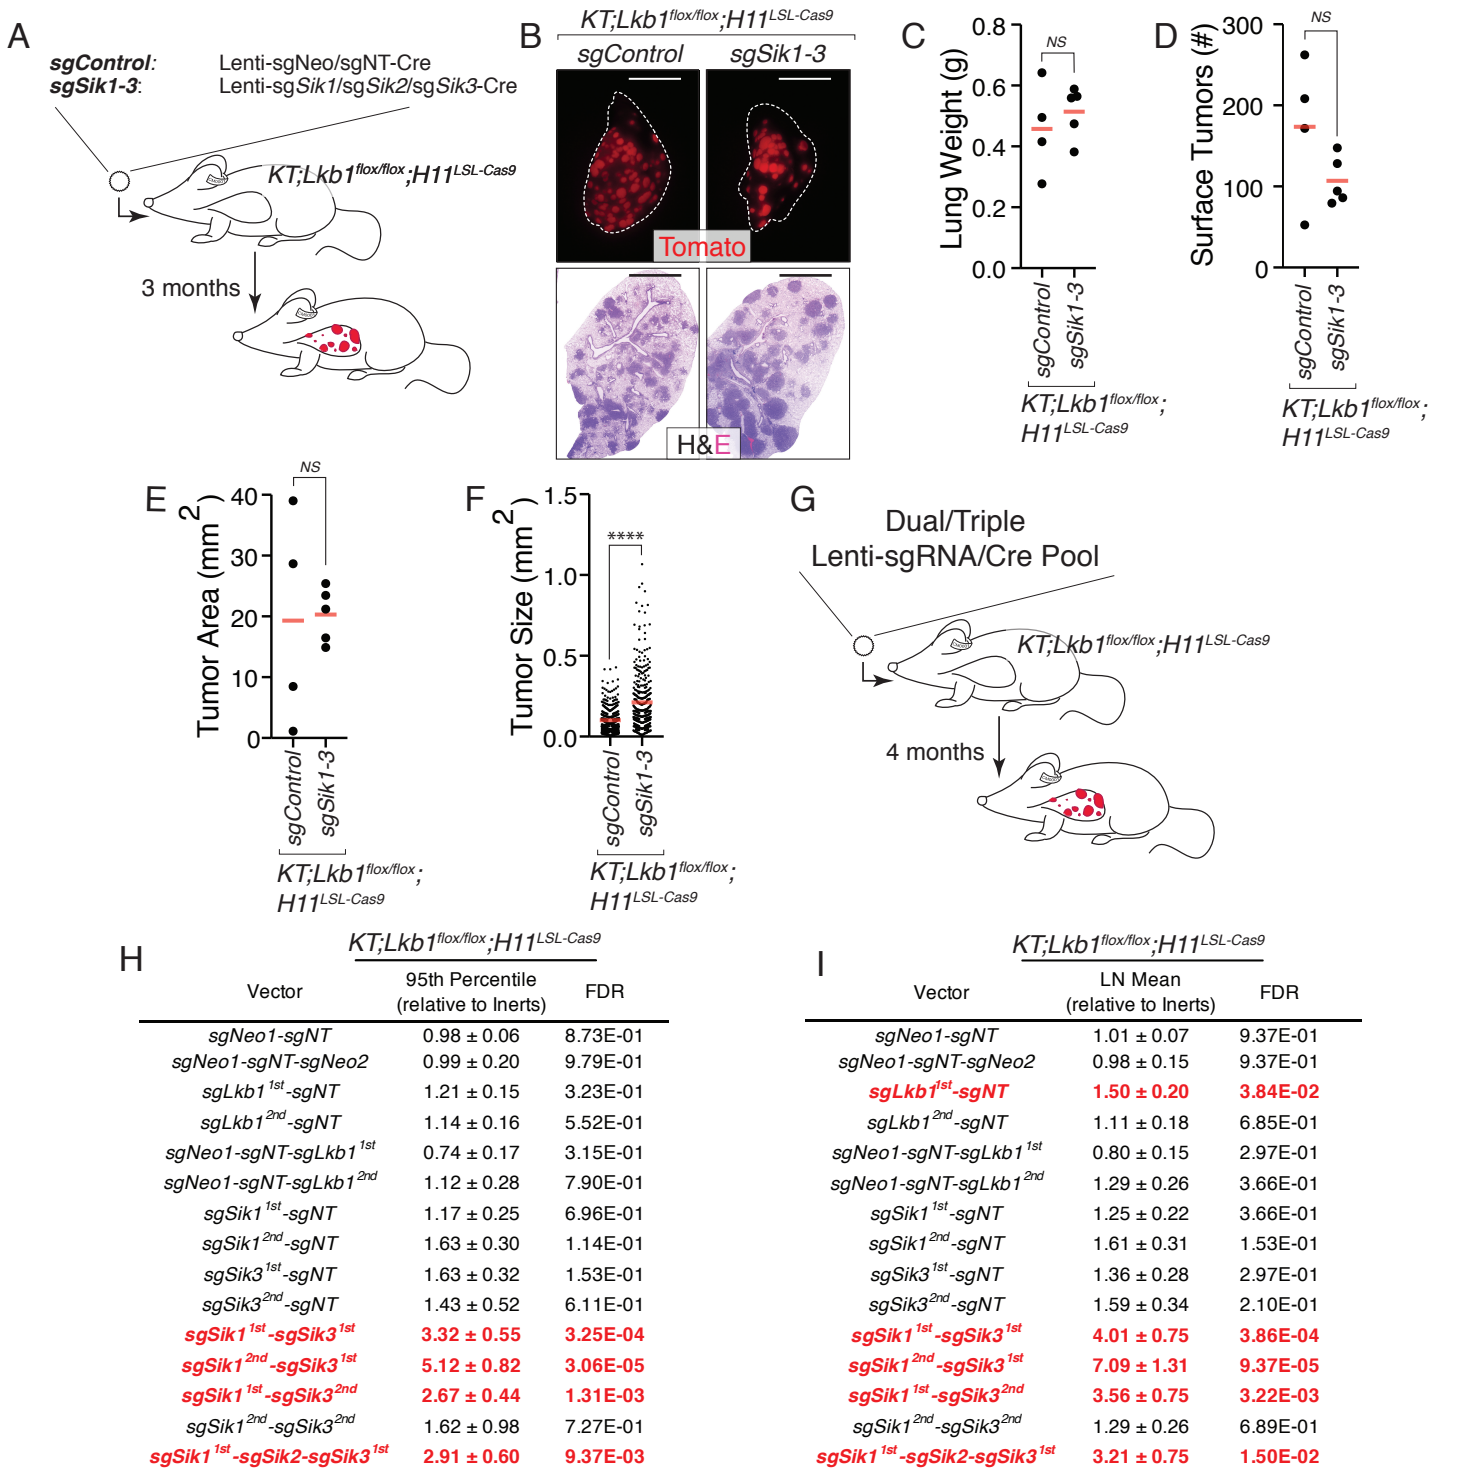 A
sgControl: Lenti-sgNeo/sgNT-Cre
sgSik1-3: Lenti-sgSik1/sgSik2/sgSik3-Cre
KT;Lkb1flox/flox;H11LSL-Cas9
3 months
B
KT;Lkb1flox/flox;H11LSL-Cas9
sgControl sgSik1-3
Tomato
H&E
C
Lung Weight (g)
0.8
0.6
0.4
0.2
0.0
NS
sgControl
sgSik1-3
KT;Lkb1flox/flox;
H11LSL-Cas9
D
Surface Tumors (#)
300
200
100
0
NS
sgControl
sgSik1-3
KT;Lkb1flox/flox;
H11LSL-Cas9
E
Tumor Area (mm2)
40
30
20
10
0
NS
sgControl
sgSik1-3
KT;Lkb1flox/flox;
H11LSL-Cas9
F
Tumor Size (mm2)
1.5
1.0
0.5
0.0
****
sgControl
sgSik1-3
KT;Lkb1flox/flox;
H11LSL-Cas9
G
Dual/Triple
Lenti-sgRNA/Cre Pool
KT;Lkb1flox/flox;H11LSL-Cas9
4 months
H
KT;Lkb1flox/flox;H11LSL-Cas9
Vector 95th Percentile (relative to Inerts) FDR
sgNeo1-sgNT 0.98 ± 0.06 8.73E-01
sgNeo1-sgNT-sgNeo2 0.99 ± 0.20 9.79E-01
sgLkb1 1st-sgNT 1.21 ± 0.15 3.23E-01
sgLkb1 2nd-sgNT 1.14 ± 0.16 5.52E-01
sgNeo1-sgNT-sgLkb1 1st 0.74 ± 0.17 3.15E-01
sgNeo1-sgNT-sgLkb1 2nd 1.12 ± 0.28 7.90E-01
sgSik1 1st-sgNT 1.17 ± 0.25 6.96E-01
sgSik1 2nd-sgNT 1.63 ± 0.30 1.14E-01
sgSik3 1st-sgNT 1.63 ± 0.32 1.53E-01
sgSik3 2nd-sgNT 1.43 ± 0.52 6.11E-01
sgSik1 1st-sgSik3 1st 3.32 ± 0.55 3.25E-04
sgSik1 2nd-sgSik3 1st 5.12 ± 0.82 3.06E-05
sgSik1 1st-sgSik3 2nd 2.67 ± 0.44 1.31E-03
sgSik1 2nd-sgSik3 2nd 1.62 ± 0.98 7.27E-01
sgSik1 1st-sgSik2-sgSik3 1st 2.91 ± 0.60 9.37E-03
I
KT;Lkb1flox/flox;H11LSL-Cas9
Vector LN Mean (relative to Inerts) FDR
sgNeo1-sgNT 1.01 ± 0.07 9.37E-01
sgNeo1-sgNT-sgNeo2 0.98 ± 0.15 9.37E-01
sgLkb1 1st-sgNT 1.50 ± 0.20 3.84E-02
sgLkb1 2nd-sgNT 1.11 ± 0.18 6.85E-01
sgNeo1-sgNT-sgLkb1 1st 0.80 ± 0.15 2.97E-01
sgNeo1-sgNT-sgLkb1 2nd 1.29 ± 0.26 3.66E-01
sgSik1 1st-sgNT 1.25 ± 0.22 3.66E-01
sgSik1 2nd-sgNT 1.61 ± 0.31 1.53E-01
sgSik3 1st-sgNT 1.36 ± 0.28 2.97E-01
sgSik3 2nd-sgNT 1.59 ± 0.34 2.10E-01
sgSik1 1st-sgSik3 1st 4.01 ± 0.75 3.86E-04
sgSik1 2nd-sgSik3 1st 7.09 ± 1.31 9.37E-05
sgSik1 1st-sgSik3 2nd 3.56 ± 0.75 3.22E-03
sgSik1 2nd-sgSik3 2nd 1.29 ± 0.26 6.89E-01
sgSik1 1st-sgSik2-sgSik3 1st 3.21 ± 0.75 1.50E-02